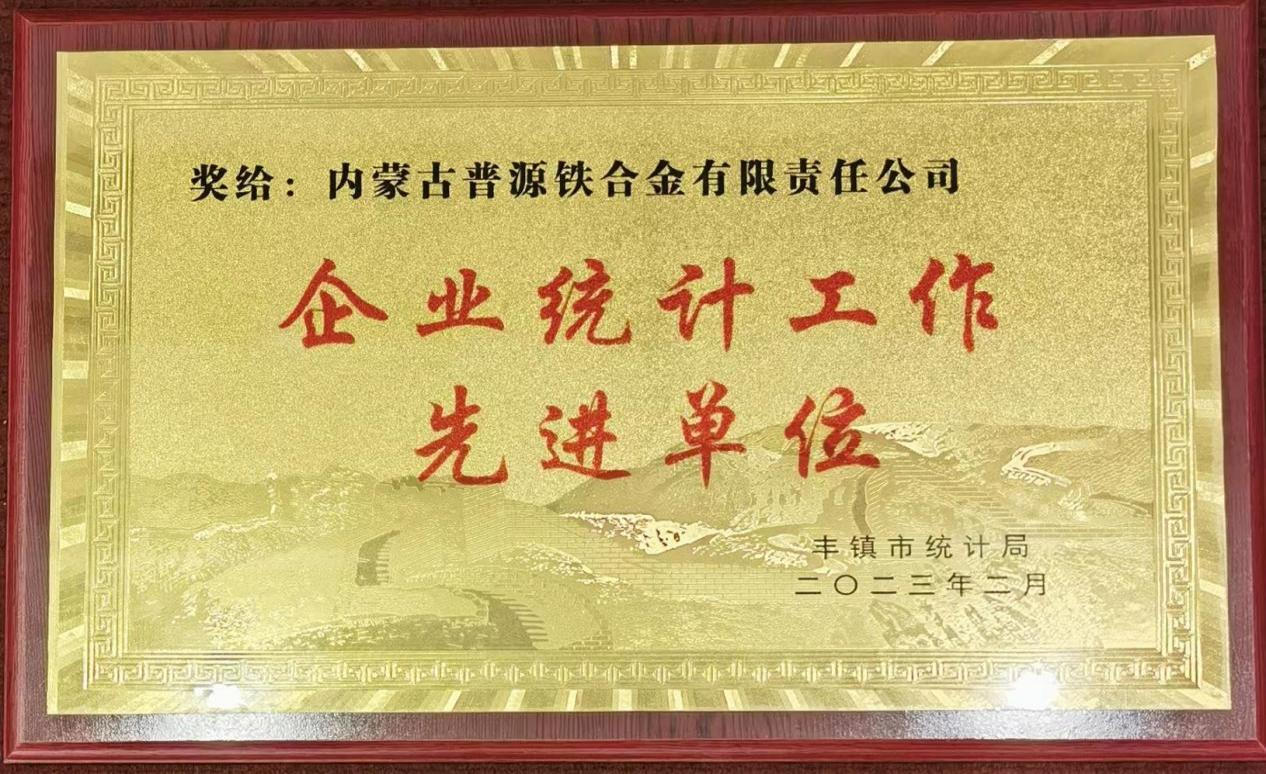 奖给：内蒙古普源铁合金有限责任公司
企业统计工作
先进单位
丰镇市统计局
二〇二三年二月